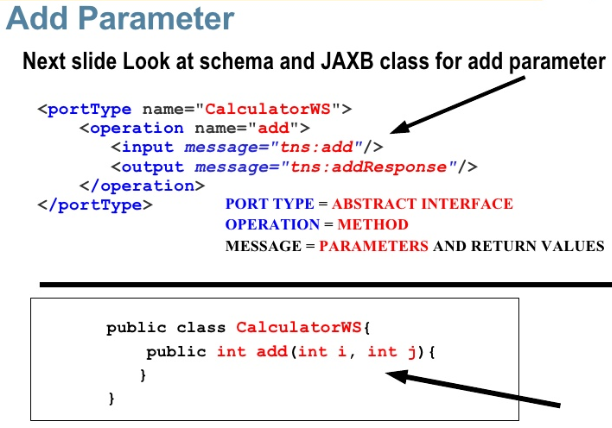 Add Parameter
Next slide Look at schema and JAXB class for add parameter
<portType name="CalculatorWS">
<operation name="add">
<input message="tns:add"/>
<output message="tns:addResponse"/>
</operation>
</portType>
PORT TYPE = ABSTRACT INTERFACE
OPERATION = METHOD
MESSAGE = PARAMETERS AND RETURN VALUES
public class CalculatorWS{
public int add(int i, int j){
}
}